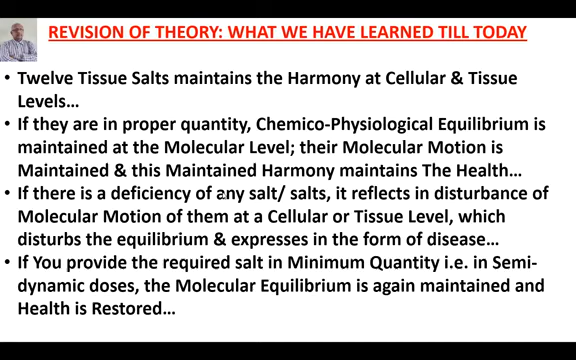 REVISION OF THEORY: WHAT WE HAVE LEARNED TILL TODAY
• Twelve Tissue Salts maintains the Harmony at Cellular & Tissue
Levels…
• If they are in proper quantity, Chemico-Physiological Equilibrium is
maintained at the Molecular Level; their Molecular Motion is
Maintained & this Maintained Harmony maintains The Health…
• If there is a deficiency of any salt/ salts, it reflects in disturbance of
Molecular Motion of them at a Cellular or Tissue Level, which
disturbs the equilibrium & expresses in the form of disease…
• If You provide the required salt in Minimum Quantity i.e. in Semi-
dynamic doses, the Molecular Equilibrium is again maintained and
Health is Restored…